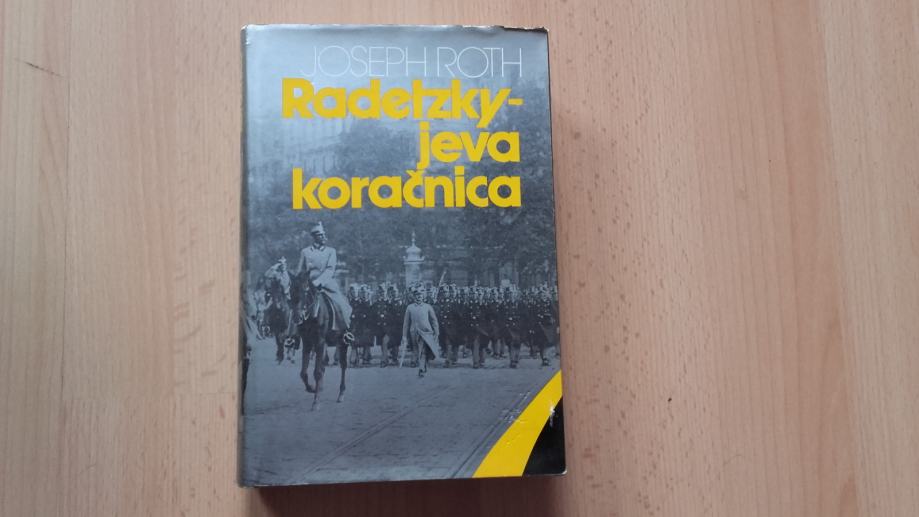 JOSEPH ROTH
Radetzky-
jeva
koračnica